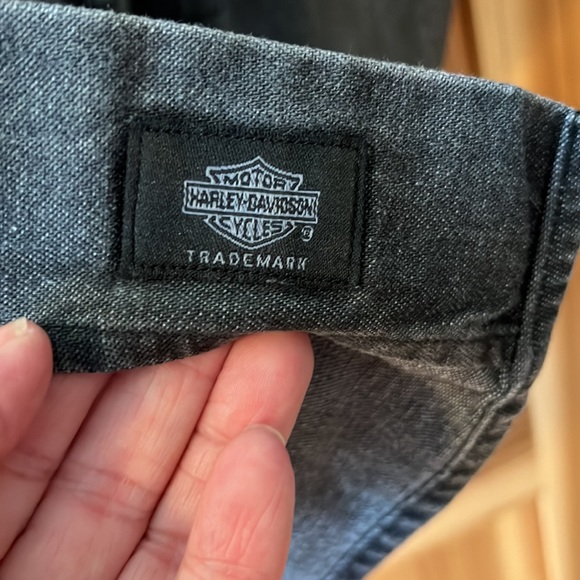 MOTOR
HARLEY-DAVIDSON
CYCLES
®
TRADEMARK